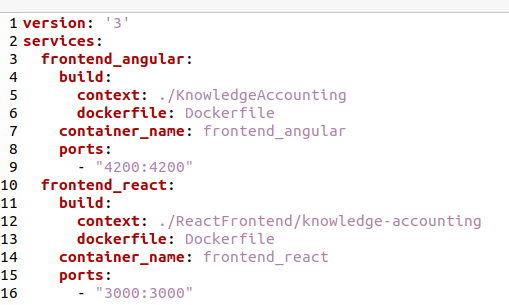 1 version: '3'
2 services:
3   frontend_angular:
4     build:
5       context: ./KnowledgeAccounting
6       dockerfile: Dockerfile
7     container_name: frontend_angular
8     ports:
9       - "4200:4200"
10   frontend_react:
11     build:
12       context: ./ReactFrontend/knowledge-accounting
13       dockerfile: Dockerfile
14     container_name: frontend_react
15     ports:
16       - "3000:3000"